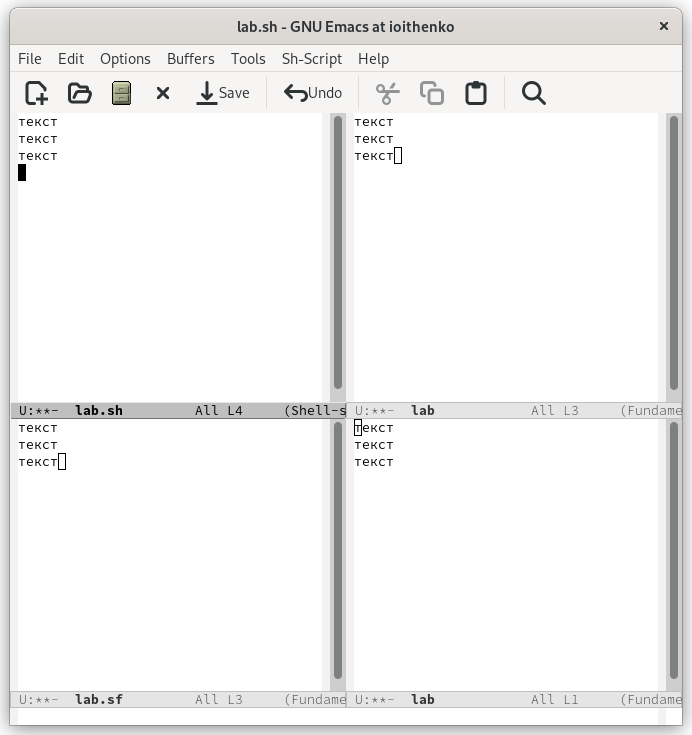 lab.sh - GNU Emacs at ioithenko
File Edit Options Buffers Tools Sh-Script Help
Save Undo
текст
текст
текст
U:**- lab.sh All L4 (Shell-s
текст
текст
текст
U:**- lab All L3 (Fundame
текст
текст
текст
U:**- lab.sf All L3 (Fundame
текст
текст
текст
U:**- lab All L1 (Fundame